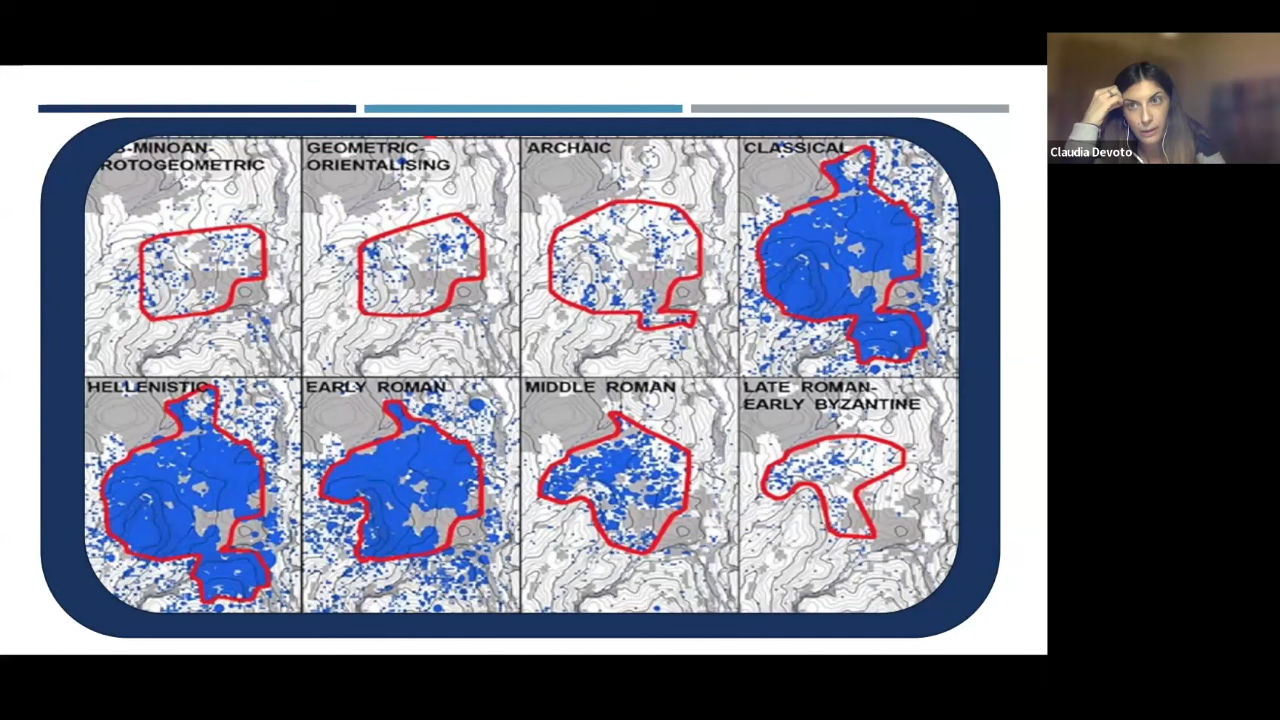 B-MINOAN-
ROTOGEOMETRIC
GEOMETRIC-
ORIENTALISING
ARCHAIC
CLASSICAL
HELLENISTIC
EARLY ROMAN
MIDDLE ROMAN
LATE ROMAN-
EARLY BYZANTINE
Claudia Devoto